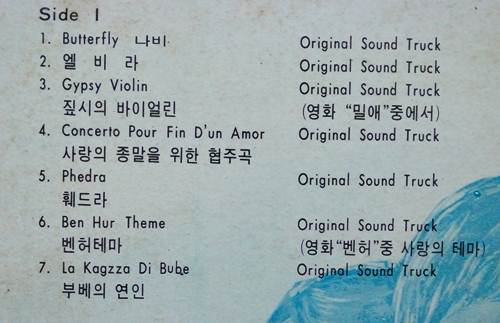 Side I
1. Butterfly 나비 Original Sound Truck
2. 엘 비 라 Original Sound Truck
3. Gypsy Violin Original Sound Truck
짚시의 바이얼린 (영화 “밀애”중에서)
4. Concerto Pour Fin D'un Amor Original Sound Truck
사랑의 종말을 위한 협주곡
5. Phedra Original Sound Truck
훼드라
6. Ben Hur Theme Original Sound Truck
벤허테마 (영화“벤허”중 사랑의 테마)
7. La Kagzza Di Bube Original Sound Truck
부베의 연인